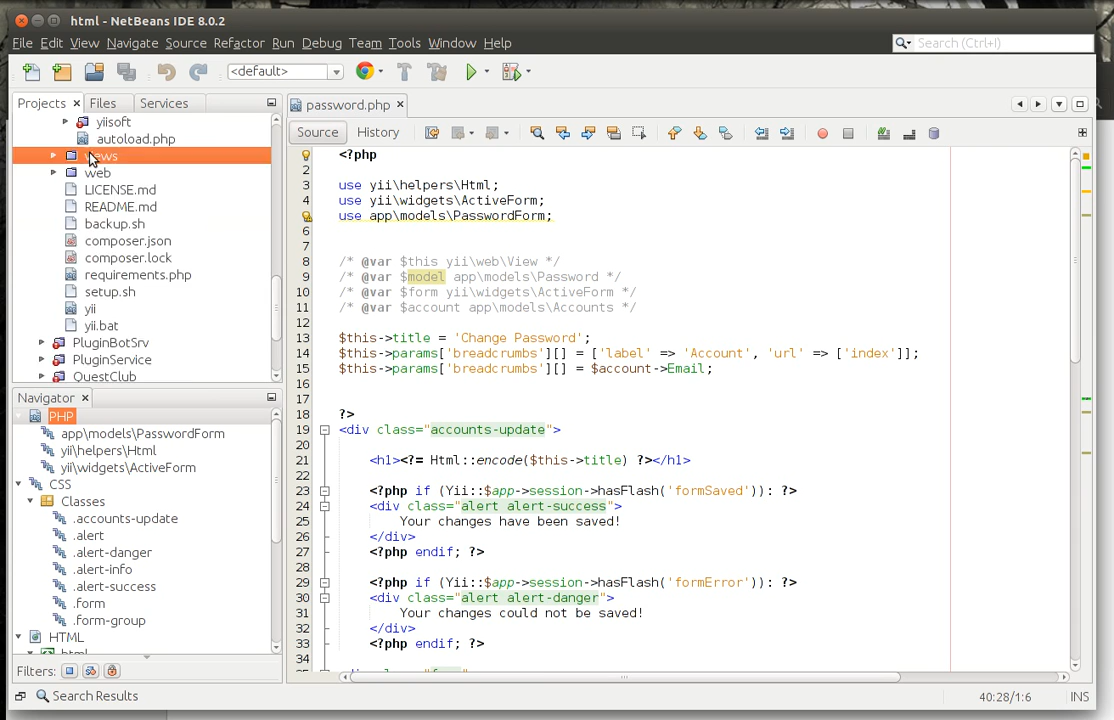 html - NetBeans IDE 8.0.2
File Edit View Navigate Source Refactor Run Debug Team Tools Window Help
Search (Ctrl+I)
<default>
Projects Files Services
yiisoft
autoload.php
views
web
LICENSE.md
README.md
backup.sh
composer.json
composer.lock
requirements.php
setup.sh
yii
yii.bat
PluginBotSrv
PluginService
QuestClub
Navigator
PHP
app\models\PasswordForm
yii\helpers\Html
yii\widgets\ActiveForm
CSS
Classes
.accounts-update
.alert
.alert-danger
.alert-info
.alert-success
.form
.form-group
HTML
html
Filters:
password.php
Source History
<?php
2
3 use yii\helpers\Html;
4 use yii\widgets\ActiveForm;
use app\models\PasswordForm;
6
7
8 /* @var $this yii\web\View */
9 /* @var $model app\models\Password */
10 /* @var $form yii\widgets\ActiveForm */
11 /* @var $account app\models\Accounts */
12
13 $this->title = 'Change Password';
14 $this->params['breadcrumbs'][] = ['label' => 'Account', 'url' => ['index']];
15 $this->params['breadcrumbs'][] = $account->Email;
16
17
18 ?>
19 <div class="accounts-update">
20
21 <h1><?= Html::encode($this->title) ?></h1>
22
23 <?php if (Yii::$app->session->hasFlash('formSaved')): ?>
24 <div class="alert alert-success">
25 Your changes have been saved!
26 </div>
27 <?php endif; ?>
28
29 <?php if (Yii::$app->session->hasFlash('formError')): ?>
30 <div class="alert alert-danger">
31 Your changes could not be saved!
32 </div>
33 <?php endif; ?>
34
Search Results
40:28/1:6 INS